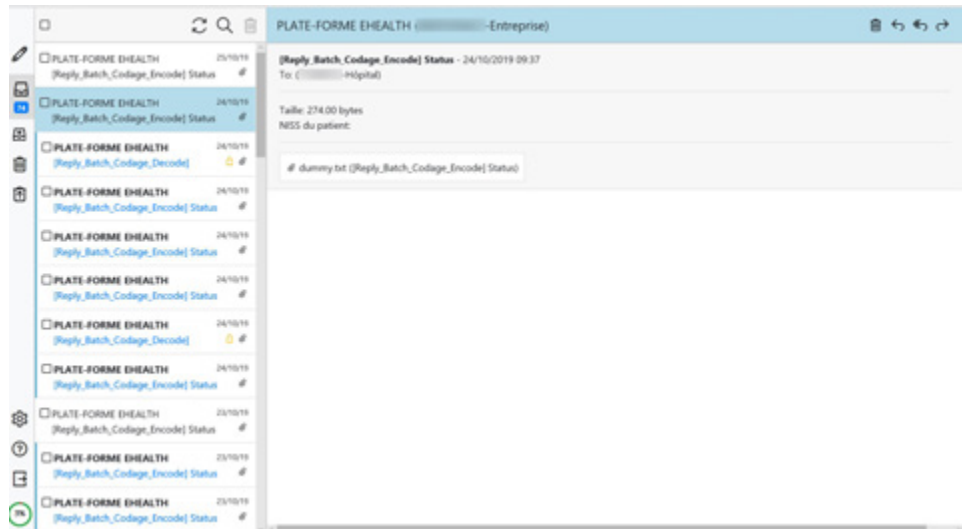 PLATE-FORME EHEALTH ( -Entreprise)
[Reply_Batch_Codage_Encode] Status - 24/10/2019 09:37
To: ( -Hôpital)
Taille: 274.00 bytes
NISS du patient:
dummy.txt ([Reply_Batch_Codage_Encode] Status)
PLATE-FORME EHEALTH 25/10/19
[Reply_Batch_Codage_Encode] Status
PLATE-FORME EHEALTH 24/10/19
[Reply_Batch_Codage_Encode] Status
PLATE-FORME EHEALTH 24/10/19
[Reply_Batch_Codage_Decode]
PLATE-FORME EHEALTH 24/10/19
[Reply_Batch_Codage_Encode] Status
PLATE-FORME EHEALTH 24/10/19
[Reply_Batch_Codage_Encode] Status
PLATE-FORME EHEALTH 24/10/19
[Reply_Batch_Codage_Encode] Status
PLATE-FORME EHEALTH 24/10/19
[Reply_Batch_Codage_Decode]
PLATE-FORME EHEALTH 24/10/19
[Reply_Batch_Codage_Encode] Status
PLATE-FORME EHEALTH 23/10/19
[Reply_Batch_Codage_Encode] Status
PLATE-FORME EHEALTH 23/10/19
[Reply_Batch_Codage_Encode] Status
PLATE-FORME EHEALTH 23/10/19
[Reply_Batch_Codage_Encode] Status
74